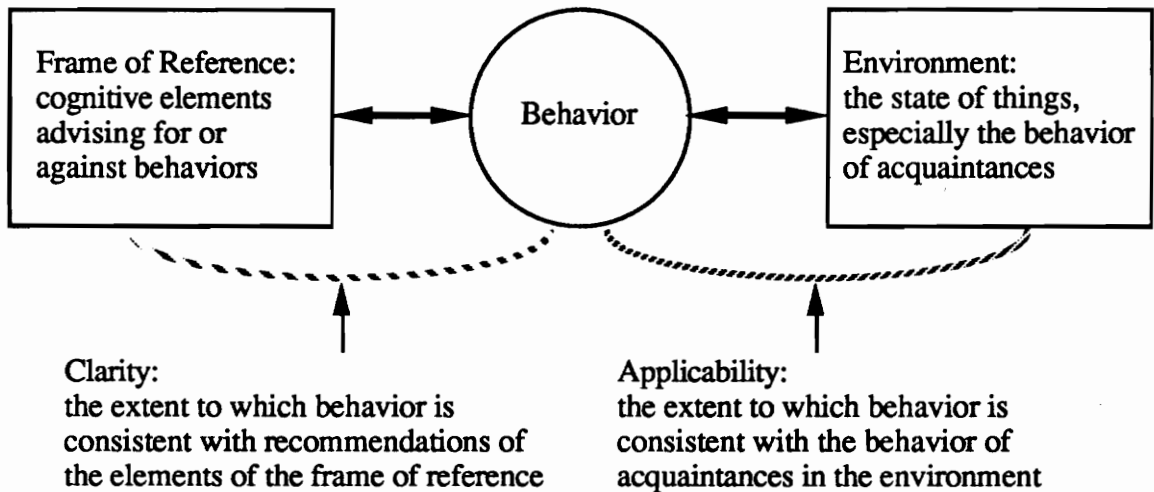 Frame of Reference:
cognitive elements
advising for or
against behaviors
Behavior
Environment:
the state of things,
especially the behavior
of acquaintances
Clarity:
the extent to which behavior is
consistent with recommendations of
the elements of the frame of reference
Applicability:
the extent to which behavior is
consistent with the behavior of
acquaintances in the environment